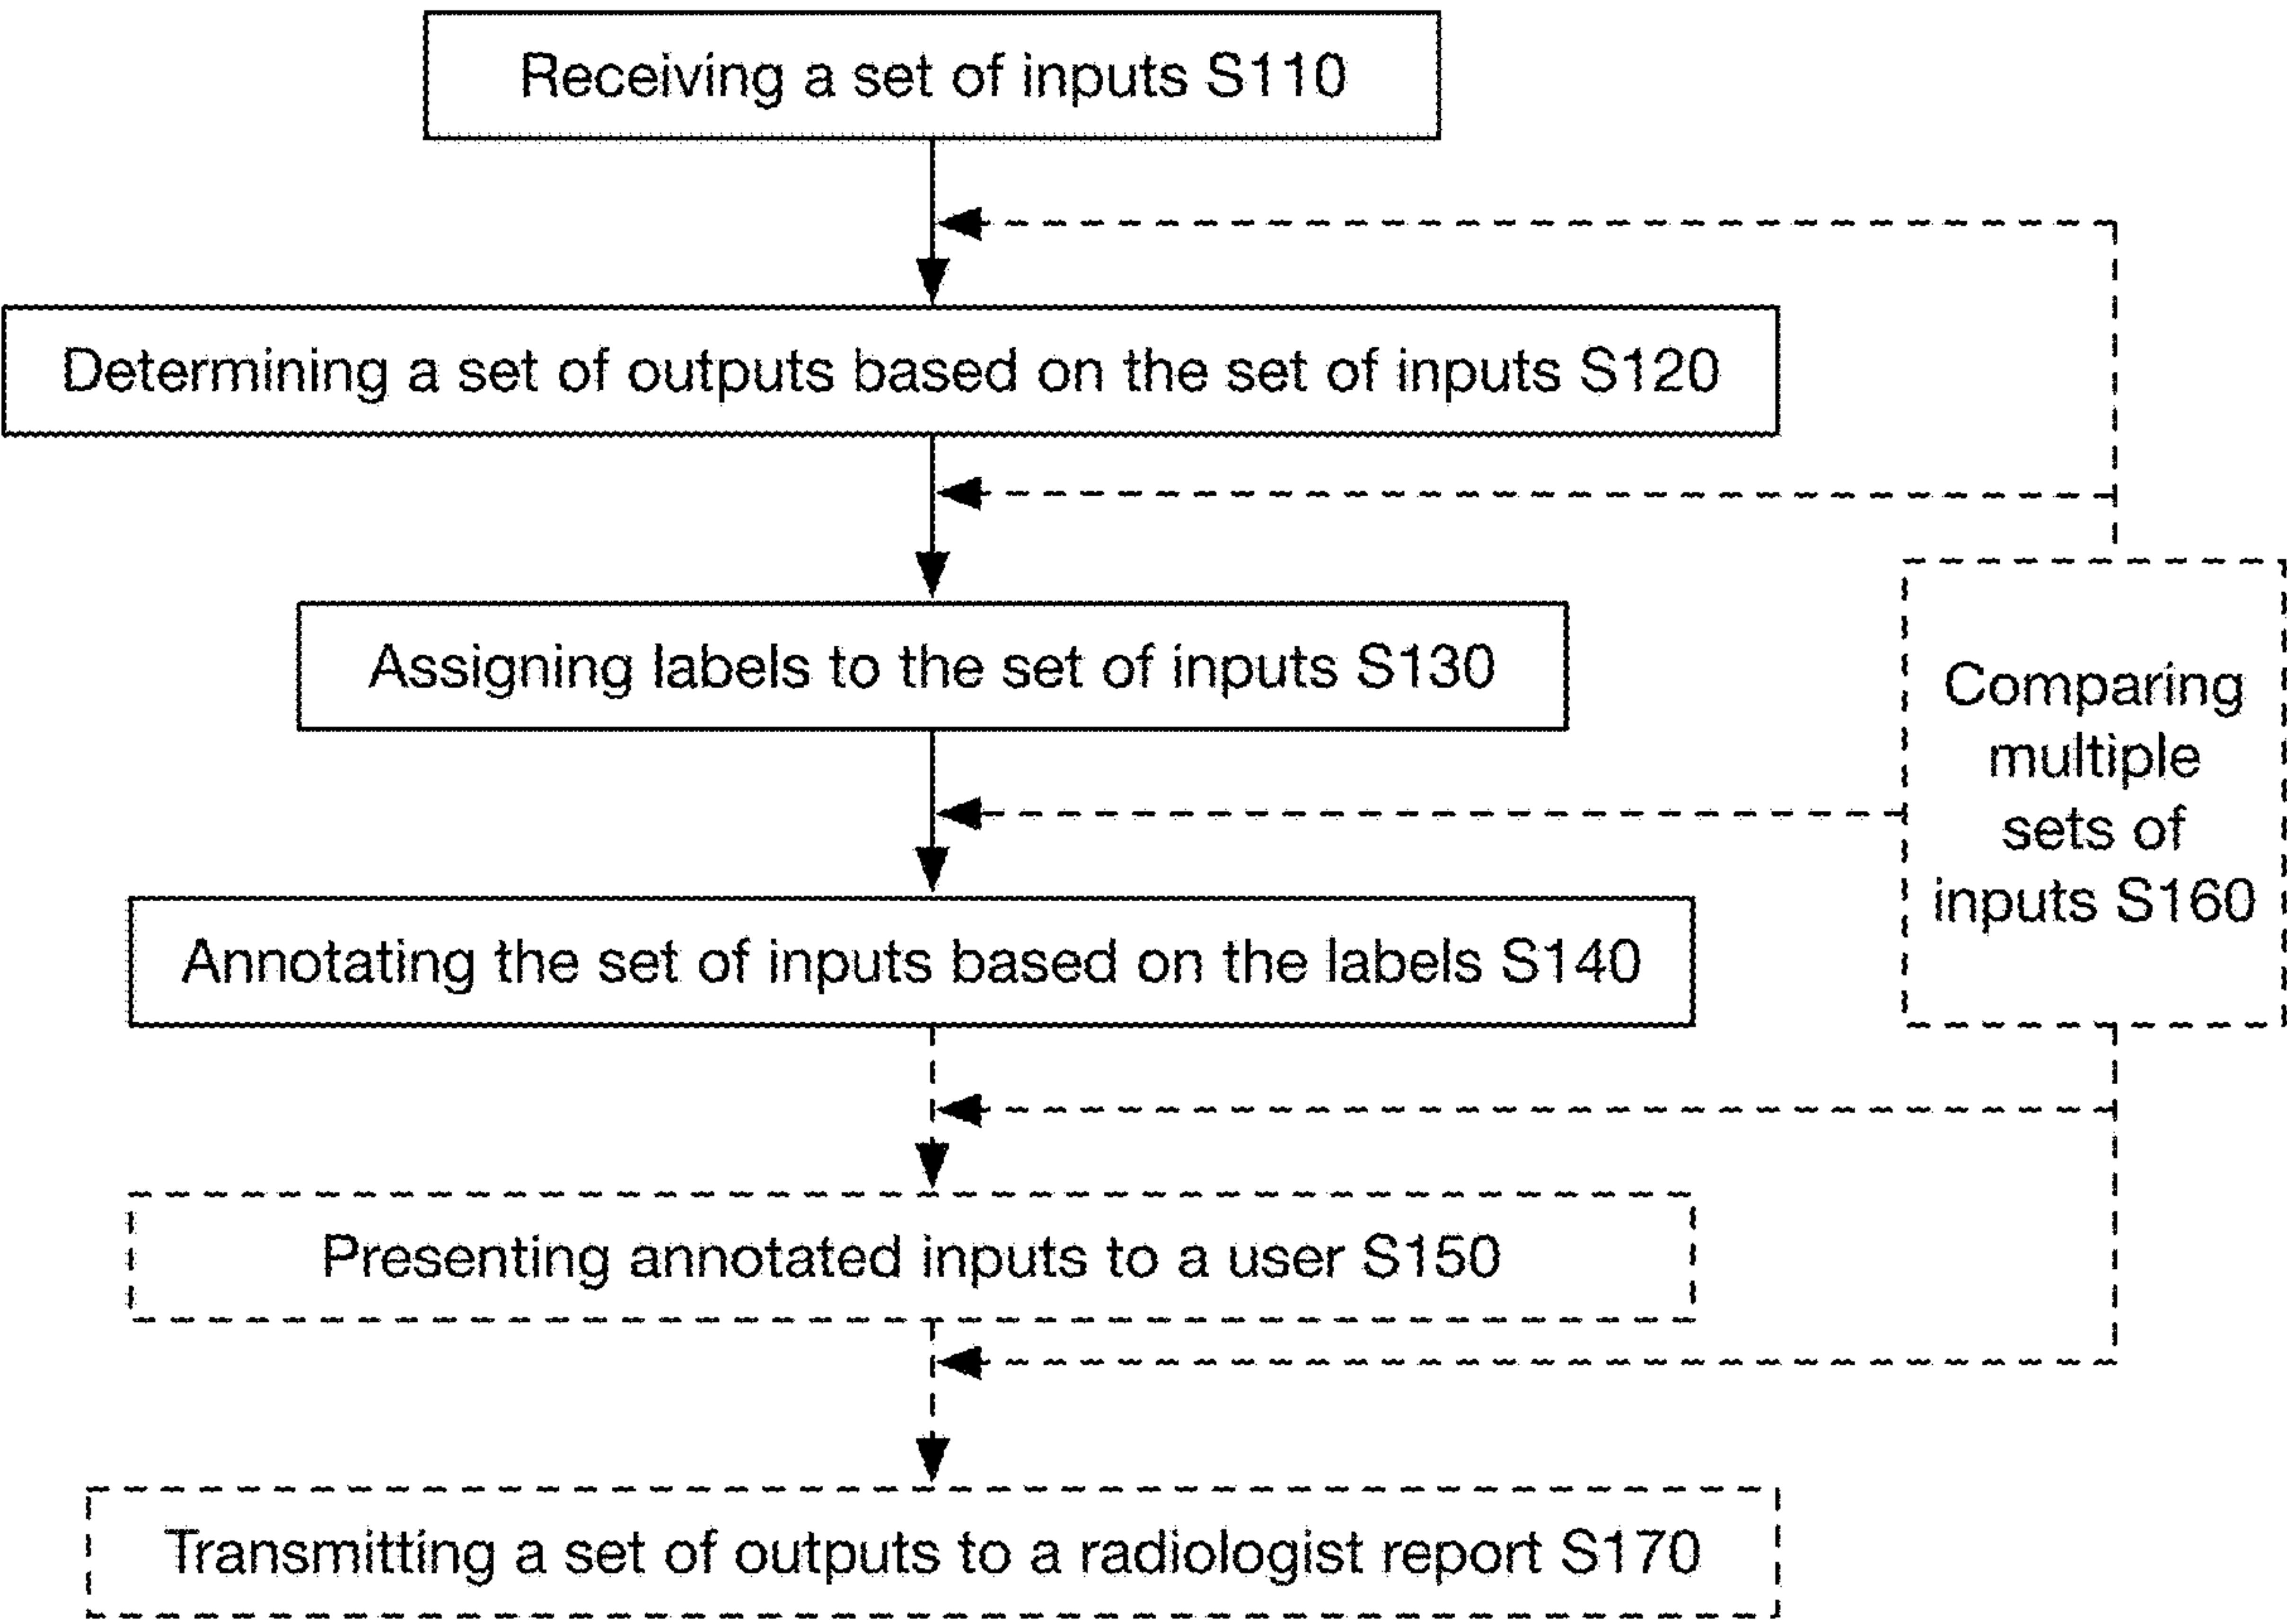 Receiving a set of inputs S110
Determining a set of outputs based on the set of inputs S120
Assigning labels to the set of inputs S130
Comparing
multiple
sets of
inputs S160
Annotating the set of inputs based on the labels S140
Presenting annotated inputs to a user S150
Transmitting a set of outputs to a radiologist report S170